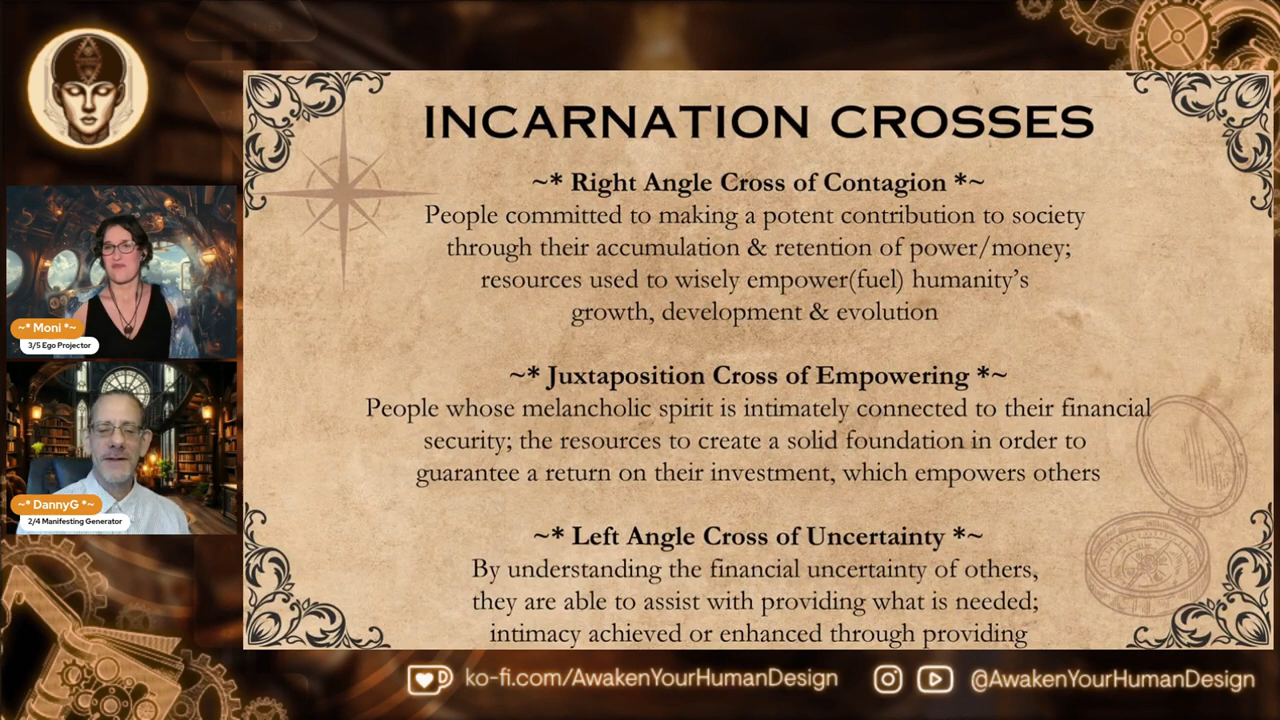 INCARNATION CROSSES
~* Right Angle Cross of Contagion *~
People committed to making a potent contribution to society
through their accumulation & retention of power/money;
resources used to wisely empower(fuel) humanity’s
growth, development & evolution
~* Juxtaposition Cross of Empowering *~
People whose melancholic spirit is intimately connected to their financial
security; the resources to create a solid foundation in order to
guarantee a return on their investment, which empowers others
~* Left Angle Cross of Uncertainty *~
By understanding the financial uncertainty of others,
they are able to assist with providing what is needed;
intimacy achieved or enhanced through providing
~* Moni *~
3/5 Ego Projector
~* DannyG *~
2/4 Manifesting Generator
ko-fi.com/AwakenYourHumanDesign
@AwakenYourHumanDesign